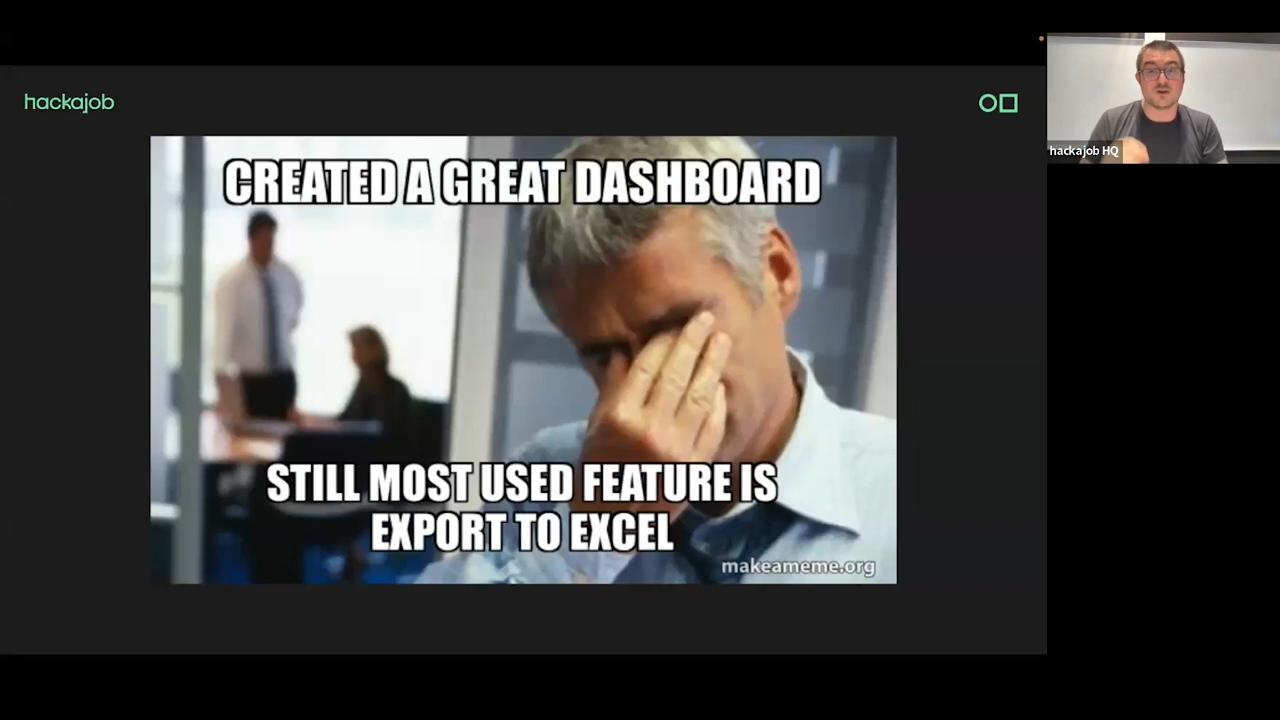 hackajob
CREATED A GREAT DASHBOARD
STILL MOST USED FEATURE IS
EXPORT TO EXCEL
makeameme.org
hackajob HQ